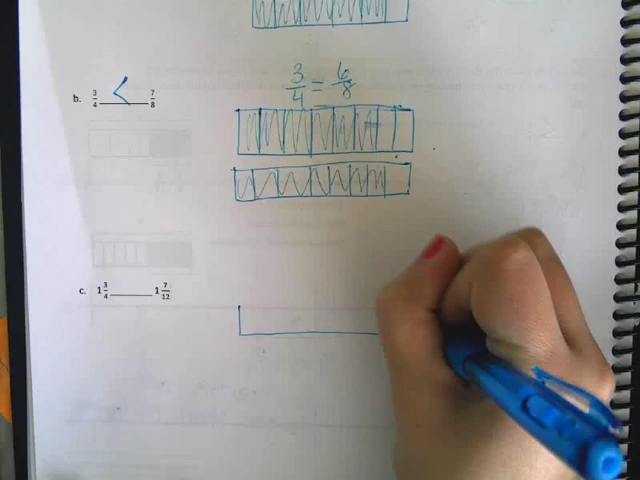 3/4 = 6/8
b. 3/4 < 7/8
c. 1 3/4 ______ 1 7/12